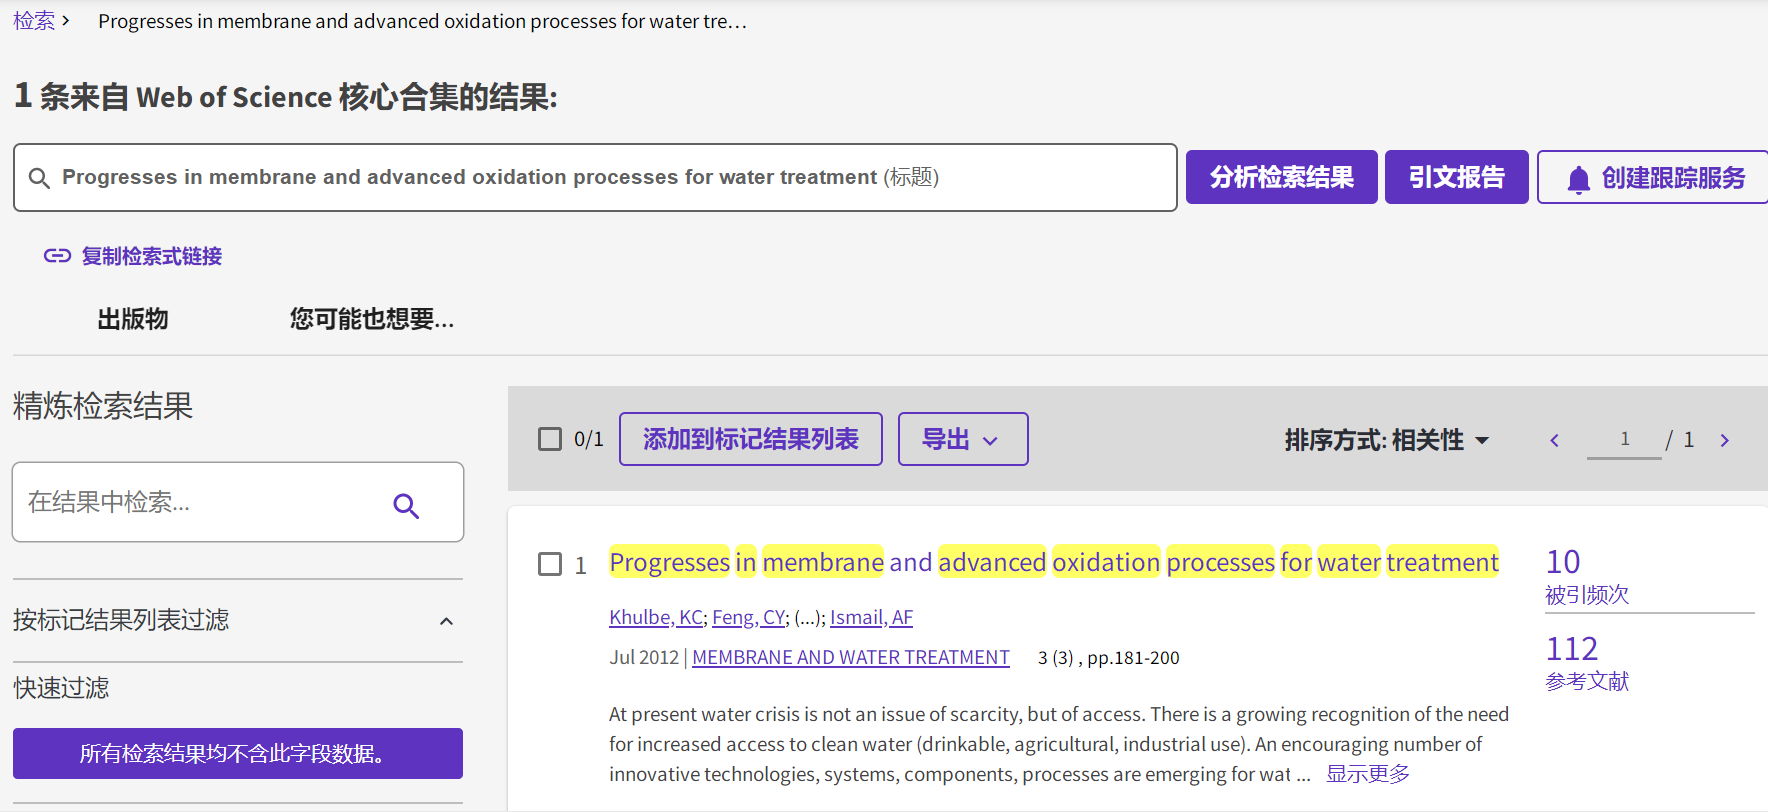 检索 > Progresses in membrane and advanced oxidation processes for water tre...
1 条来自 Web of Science 核心合集的结果:
Progresses in membrane and advanced oxidation processes for water treatment (标题)
分析检索结果
引文报告
创建跟踪服务
复制检索式链接
出版物
您可能也想要...
精炼检索结果
在结果中检索...
按标记结果列表过滤
快速过滤
所有检索结果均不含此字段数据。
0/1
添加到标记结果列表
导出
排序方式: 相关性
1 / 1
1 Progresses in membrane and advanced oxidation processes for water treatment
Khulbe, KC; Feng, CY; (...); Ismail, AF
Jul 2012 | MEMBRANE AND WATER TREATMENT 3 (3) , pp.181-200
At present water crisis is not an issue of scarcity, but of access. There is a growing recognition of the need
for increased access to clean water (drinkable, agricultural, industrial use). An encouraging number of
innovative technologies, systems, components, processes are emerging for wat ... 显示更多
10
被引频次
112
参考文献